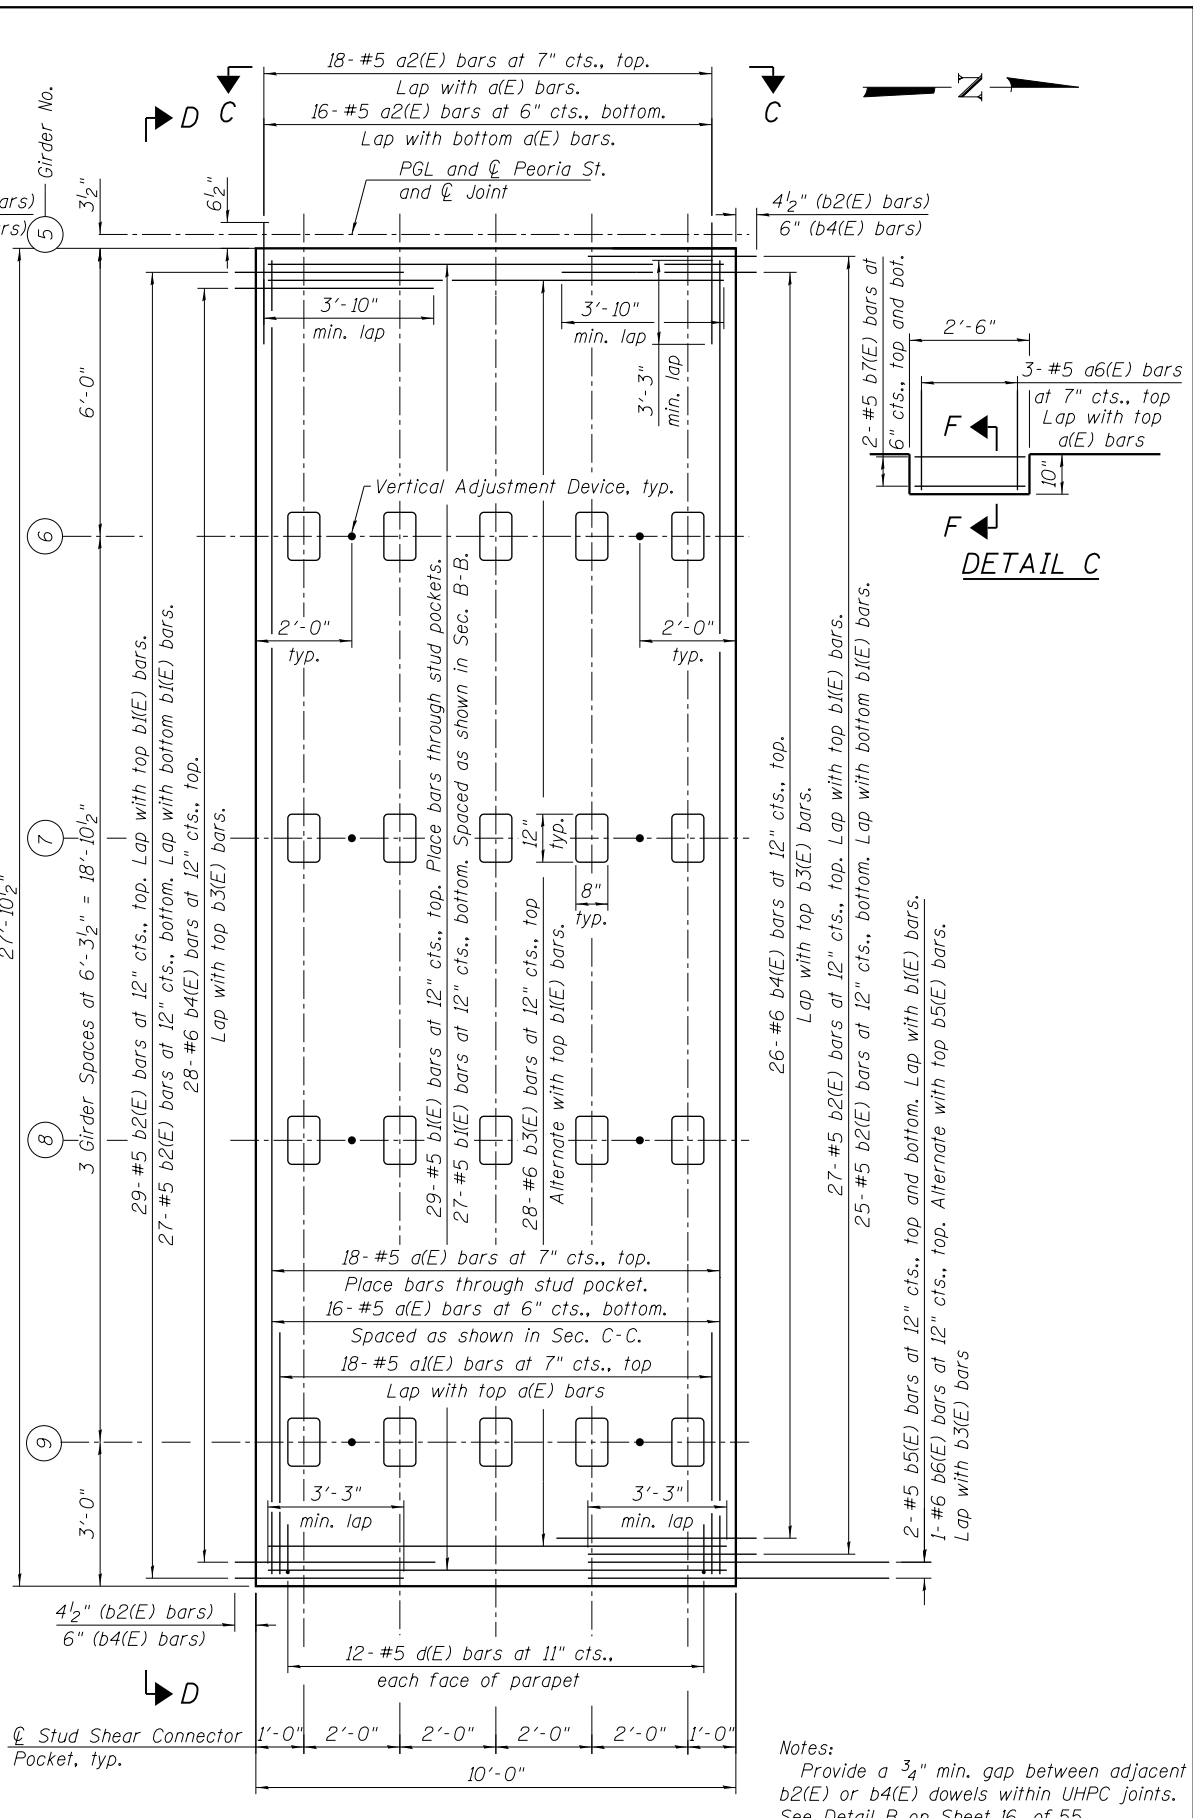 18- #5 a2(E) bars at 7" cts., top.
Lap with a(E) bars.
16- #5 a2(E) bars at 6" cts., bottom.
Lap with bottom a(E) bars.
C
C
D
N
Girder No.
PGL and ℄ Peoria St.
and ℄ Joint
3½"
6½"
ars)
rs)
5
4½" (b2(E) bars)
6" (b4(E) bars)
3'-10"
min. lap
3'-10"
min. lap
3'-3"
min. lap
6'-0"
2- #5 b7(E) bars at
6" cts., top and bot.
2'-6"
3- #5 a6(E) bars
at 7" cts., top
Lap with top
a(E) bars
F
10"
F
DETAIL C
Vertical Adjustment Device, typ.
6
2'-0"
typ.
2'-0"
typ.
7
12"
typ.
8"
typ.
27'-10½"
3 Girder Spaces at 6'-3½" = 18'-10½"
29- #5 b2(E) bars at 12" cts., top. Lap with top b1(E) bars.
27- #5 b2(E) bars at 12" cts., bottom. Lap with bottom b1(E) bars.
28- #6 b4(E) bars at 12" cts., top.
Lap with top b3(E) bars.
29- #5 b1(E) bars at 12" cts., top. Place bars through stud pockets.
27- #5 b1(E) bars at 12" cts., bottom. Spaced as shown in Sec. B-B.
28- #6 b3(E) bars at 12" cts., top
Alternate with top b1(E) bars.
26- #6 b4(E) bars at 12" cts., top.
Lap with top b3(E) bars.
27- #5 b2(E) bars at 12" cts., top. Lap with top b1(E) bars.
25- #5 b2(E) bars at 12" cts., bottom. Lap with bottom b1(E) bars.
2- #5 b5(E) bars at 12" cts., top and bottom. Lap with b1(E) bars.
1- #6 b6(E) bars at 12" cts., top. Alternate with top b5(E) bars.
Lap with b3(E) bars
8
18- #5 a(E) bars at 7" cts., top.
Place bars through stud pocket.
16- #5 a(E) bars at 6" cts., bottom.
Spaced as shown in Sec. C-C.
18- #5 a1(E) bars at 7" cts., top
Lap with top a(E) bars
9
3'-3"
min. lap
3'-3"
min. lap
3'-0"
4½" (b2(E) bars)
6" (b4(E) bars)
12- #5 d(E) bars at 11" cts.,
each face of parapet
D
℄ Stud Shear Connector
Pocket, typ.
1'-0" 2'-0" 2'-0" 2'-0" 2'-0" 1'-0"
10'-0"
Notes:
Provide a ¾" min. gap between adjacent
b2(E) or b4(E) dowels within UHPC joints.
See Detail B on Sheet 16 of 55